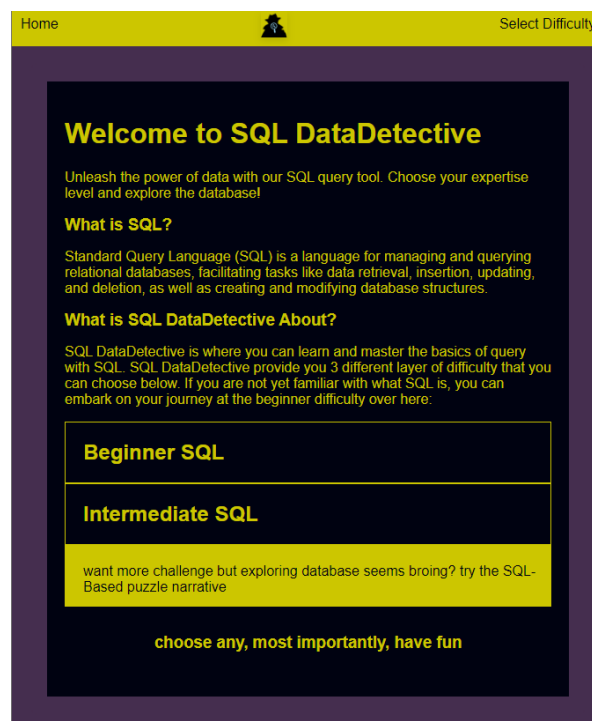 Home
Select Difficulty
Welcome to SQL DataDetective
Unleash the power of data with our SQL query tool. Choose your expertise
level and explore the database!
What is SQL?
Standard Query Language (SQL) is a language for managing and querying
relational databases, facilitating tasks like data retrieval, insertion, updating,
and deletion, as well as creating and modifying database structures.
What is SQL DataDetective About?
SQL DataDetective is where you can learn and master the basics of query
with SQL. SQL DataDetective provide you 3 different layer of difficulty that you
can choose below. If you are not yet familiar with what SQL is, you can
embark on your journey at the beginner difficulty over here:
Beginner SQL
Intermediate SQL
want more challenge but exploring database seems broing? try the SQL-
Based puzzle narrative
choose any, most importantly, have fun